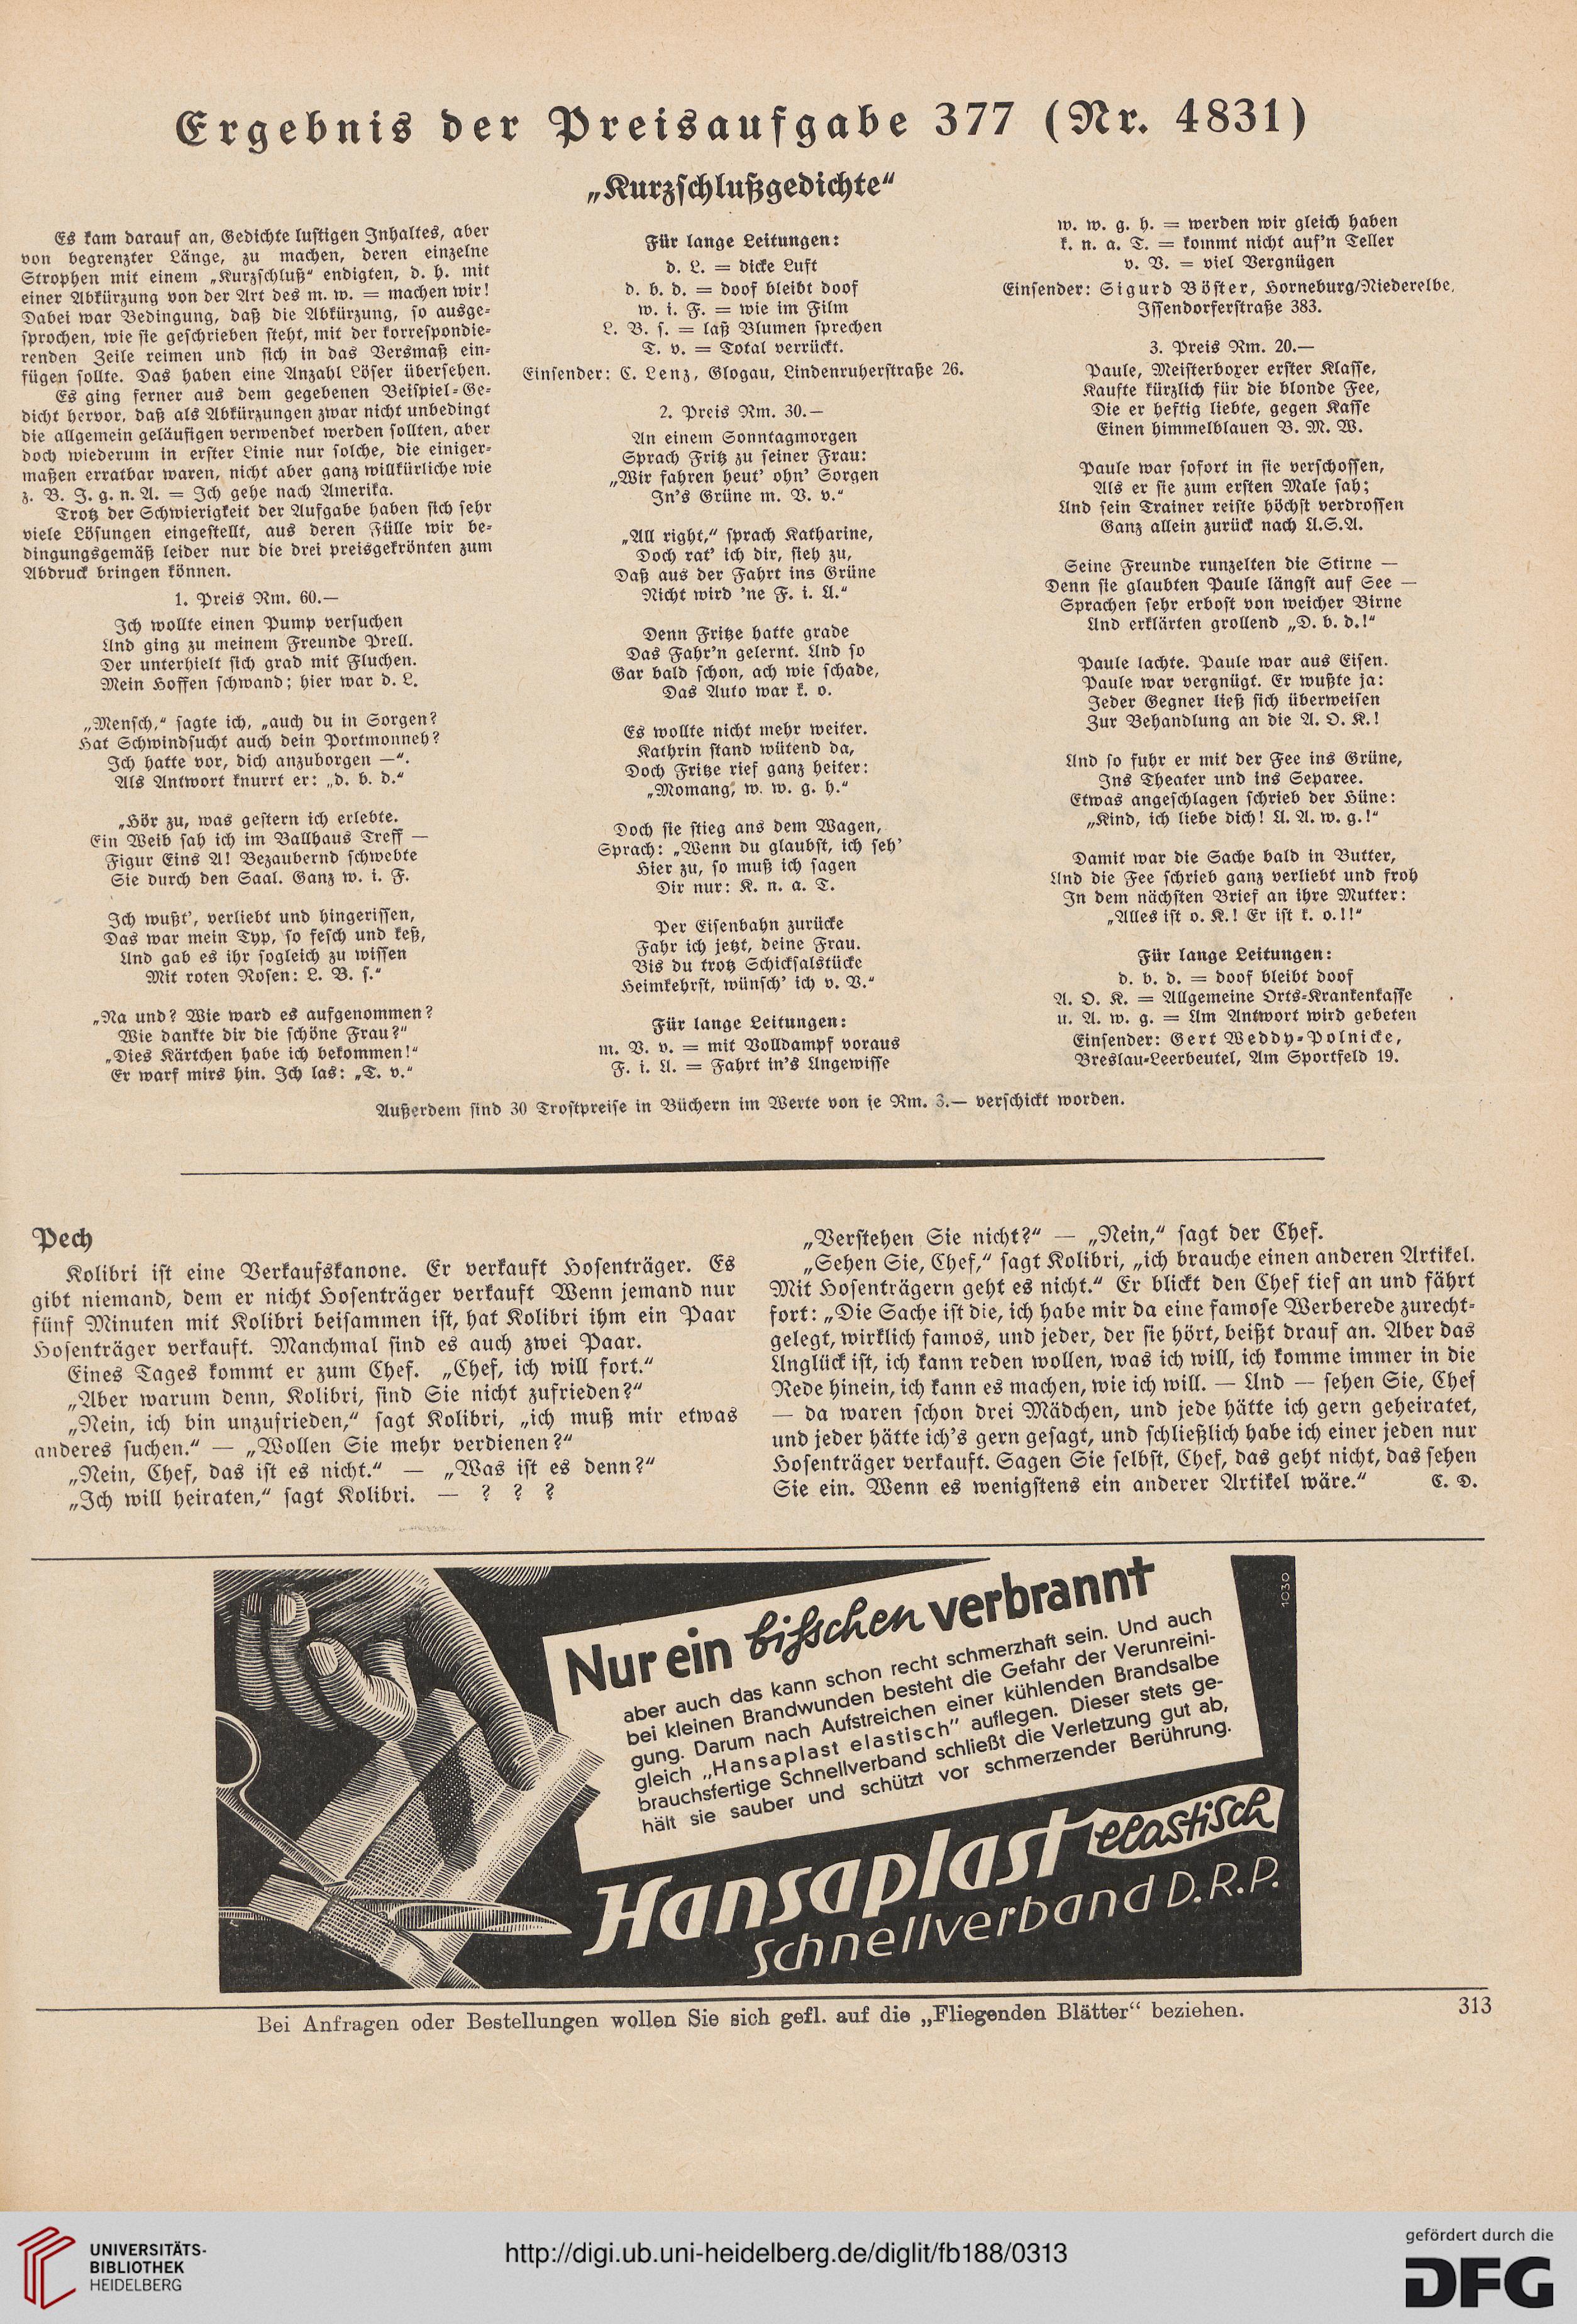 Ergebnis der Preisaufgabe 377 (Nr. 4831)
„Kurzschlußgedichte“
Es kam darauf an, Gedichte lustigen Inhaltes, aber
von begrenzter Länge, zu machen, deren einzelne
Strophen mit einem „Kurzschluß“ endigten, d. h. mit
einer Abkürzung von der Art des m. w. = machen wir!
Dabei war Bedingung, daß die Abkürzung, so ausge-
sprochen, wie sie geschrieben steht, mit der korrespondie-
renden Zeile reimen und sich in das Versmaß ein-
fügen sollte. Das haben eine Anzahl Löser übersehen.
Es ging ferner aus dem gegebenen Beispiel-Ge-
dicht hervor, daß als Abkürzungen zwar nicht unbedingt
die allgemein geläufigen verwendet werden sollten, aber
doch wiederum in erster Linie nur solche, die einiger-
maßen erratbar waren, nicht aber ganz willkürliche wie
z. B. J. g. n. A. = Ich gehe nach Amerika.
Trotz der Schwierigkeit der Aufgabe haben sich sehr
viele Lösungen eingestellt, aus deren Fülle wir be-
dingungsgemäß leider nur die drei preisgekrönten zum
Abdruck bringen können.
1. Preis Rm. 60.—
Ich wollte einen Pump versuchen
Und ging zu meinem Freunde Prell.
Der unterhielt sich grad mit Fluchen.
Mein Hoffen schwand; hier war d. L.
„Mensch,“ sagte ich, „auch du in Sorgen?
Hat Schwindsucht auch dein Portmonneh?
Ich hatte vor, dich anzuborgen —“.
Als Antwort knurrt er: „d. b. d.“
„Hör zu, was gestern ich erlebte.
Ein Weib sah ich im Ballhaus Treff —
Figur Eins A! Bezaubernd schwebte
Sie durch den Saal. Ganz w. i. F.
Ich wußt', verliebt und hingerissen,
Das war mein Typ, so fesch und keß,
Und gab es ihr sogleich zu wissen
Mit roten Rosen: L. B. s.“
„Na und? Wie ward es aufgenommen?
Wie dankte dir die schöne Frau?“
„Dies Kärtchen habe ich bekommen!“
Er warf mirs hin. Ich las: „T. v.“
Für lange Leitungen:
d. L. = dicke Luft
d. b. d. = doof bleibt doof
w. i. F. = wie im Film
L. B. s. = laß Blumen sprechen
T. v. = Total verrückt.
Einsender: C. Lenz, Glogau, Lindenruherstraße 26.
2. Preis Rm. 30.—
An einem Sonntagmorgen
Sprach Fritz zu seiner Frau:
„Wir fahren heut' ohn' Sorgen
In's Grüne m. V. v.“
„All right,“ sprach Katharine,
Doch rat' ich dir, sieh zu,
Daß aus der Fahrt ins Grüne
Nicht wird 'ne F. i. U.“
Denn Fritze hatte grade
Das Fahr'n gelernt. Und so
Gar bald schon, ach wie schade,
Das Auto war k. o.
Es wollte nicht mehr weiter.
Kathrin stand wütend da,
Doch Fritze rief ganz heiter:
„Momang, w. w. g. h.“
Doch sie stieg ans dem Wagen,
Sprach: „Wenn du glaubst, ich seh'
Hier zu, so muß ich sagen
Dir nur: K. n. a. T.
Per Eisenbahn zurücke
Fahr ich jetzt, deine Frau.
Bis du trotz Schicksalstücke
Heimkehrst, wünsch' ich v. V.“
Für lange Leitungen:
m. V. v. = mit Volldampf voraus
F. i. U. = Fahrt in's Ungewisse
w. w. g. h. = werden wir gleich haben
k. n. a. T. = kommt nicht auf'n Teller
v. V. = viel Vergnügen
Einsender: Sigurd Böster, Horneburg/Niederelbe,
Issendorferstraße 383.
3. Preis Rm. 20.—
Paule, Meisterboxer erster Klasse,
Kaufte kürzlich für die blonde Fee,
Die er heftig liebte, gegen Kasse
Einen himmelblauen B. M. W.
Paule war sofort in sie verschossen,
Als er sie zum ersten Male sah;
Und sein Trainer reiste höchst verdrossen
Ganz allein zurück nach U.S.A.
Seine Freunde runzelten die Stirne —
Denn sie glaubten Paule längst auf See —
Sprachen sehr erbost von weicher Birne
Und erklärten grollend „D. b. d.!“
Paule lachte. Paule war aus Eisen.
Paule war vergnügt. Er wußte ja:
Jeder Gegner ließ sich überweisen
Zur Behandlung an die A. O. K.!
Und so fuhr er mit der Fee ins Grüne,
Ins Theater und ins Separee.
Etwas angeschlagen schrieb der Hüne:
„Kind, ich liebe dich! U. A. w. g.!“
Damit war die Sache bald in Butter,
Und die Fee schrieb ganz verliebt und froh
In dem nächsten Brief an ihre Mutter:
„Alles ist o. K.! Er ist k. o.!!“
Für lange Leitungen:
d. b. d. = doof bleibt doof
A. O. K. = Allgemeine Orts-Krankenkasse
u. A. w. g. = Um Antwort wird gebeten
Einsender: Gert Weddy-Polnicke,
Breslau-Leerbeutel, Am Sportfeld 19.
Außerdem sind 30 Trostpreise in Büchern im Werte von je Rm. 3.— verschickt worden.
Pech
Kolibri ist eine Verkaufskanone. Er verkauft Hosenträger. Es
gibt niemand, dem er nicht Hosenträger verkauft Wenn jemand nur
fünf Minuten mit Kolibri beisammen ist, hat Kolibri ihm ein Paar
Hosenträger verkauft. Manchmal sind es auch zwei Paar.
Eines Tages kommt er zum Chef. „Chef, ich will fort.“
„Aber warum denn, Kolibri, sind Sie nicht zufrieden?“
„Nein, ich bin unzufrieden,“ sagt Kolibri, „ich muß mir etwas
anderes suchen.“ — „Wollen Sie mehr verdienen?“
„Nein, Chef, das ist es nicht.“ — „Was ist es denn?“
„Ich will heiraten,“ sagt Kolibri. — ? ? ?
„Verstehen Sie nicht?“ — „Nein,“ sagt der Chef.
„Sehen Sie, Chef,“ sagt Kolibri, „ich brauche einen anderen Artikel.
Mit Hosenträgern geht es nicht.“ Er blickt den Chef tief an und fährt
fort: „Die Sache ist die, ich habe mir da eine famose Werberede zurecht-
gelegt, wirklich famos, und jeder, der sie hört, beißt drauf an. Aber das
Unglück ist, ich kann reden wollen, was ich will, ich komme immer in die
Rede hinein, ich kann es machen, wie ich will. — Und — sehen Sie, Chef
— da waren schon drei Mädchen, und jede hätte ich gern geheiratet,
und jeder hätte ich's gern gesagt, und schließlich habe ich einer jeden nur
Hosenträger verkauft. Sagen Sie selbst, Chef, das geht nicht, das sehen
Sie ein. Wenn es wenigstens ein anderer Artikel wäre.“ C. D.
Nur ein bißchen verbrannt
aber auch das kann schon recht schmerzhaft sein. Und auch
bei kleinen Brandwunden besteht die Gefahr der Verunreini-
gung. Darum nach Aufstreichen einer kühlenden Brandsalbe
gleich „Hansaplast elastisch“ auflegen. Dieser stets ge-
brauchsfertige Schnellverband schließt die Verletzung gut ab,
hält sie sauber und schützt vor schmerzender Berührung.
1030
Hansaplast elastisch
Schnellverband D.R.P.
Bei Anfragen oder Bestellungen wollen Sie sich gefl. auf die „Fliegenden Blätter“ beziehen.
313
UNIVERSITÄTS-
BIBLIOTHEK
HEIDELBERG
http://digi.ub.uni-heidelberg.de/diglit/fb188/0313
gefördert durch die
DFG